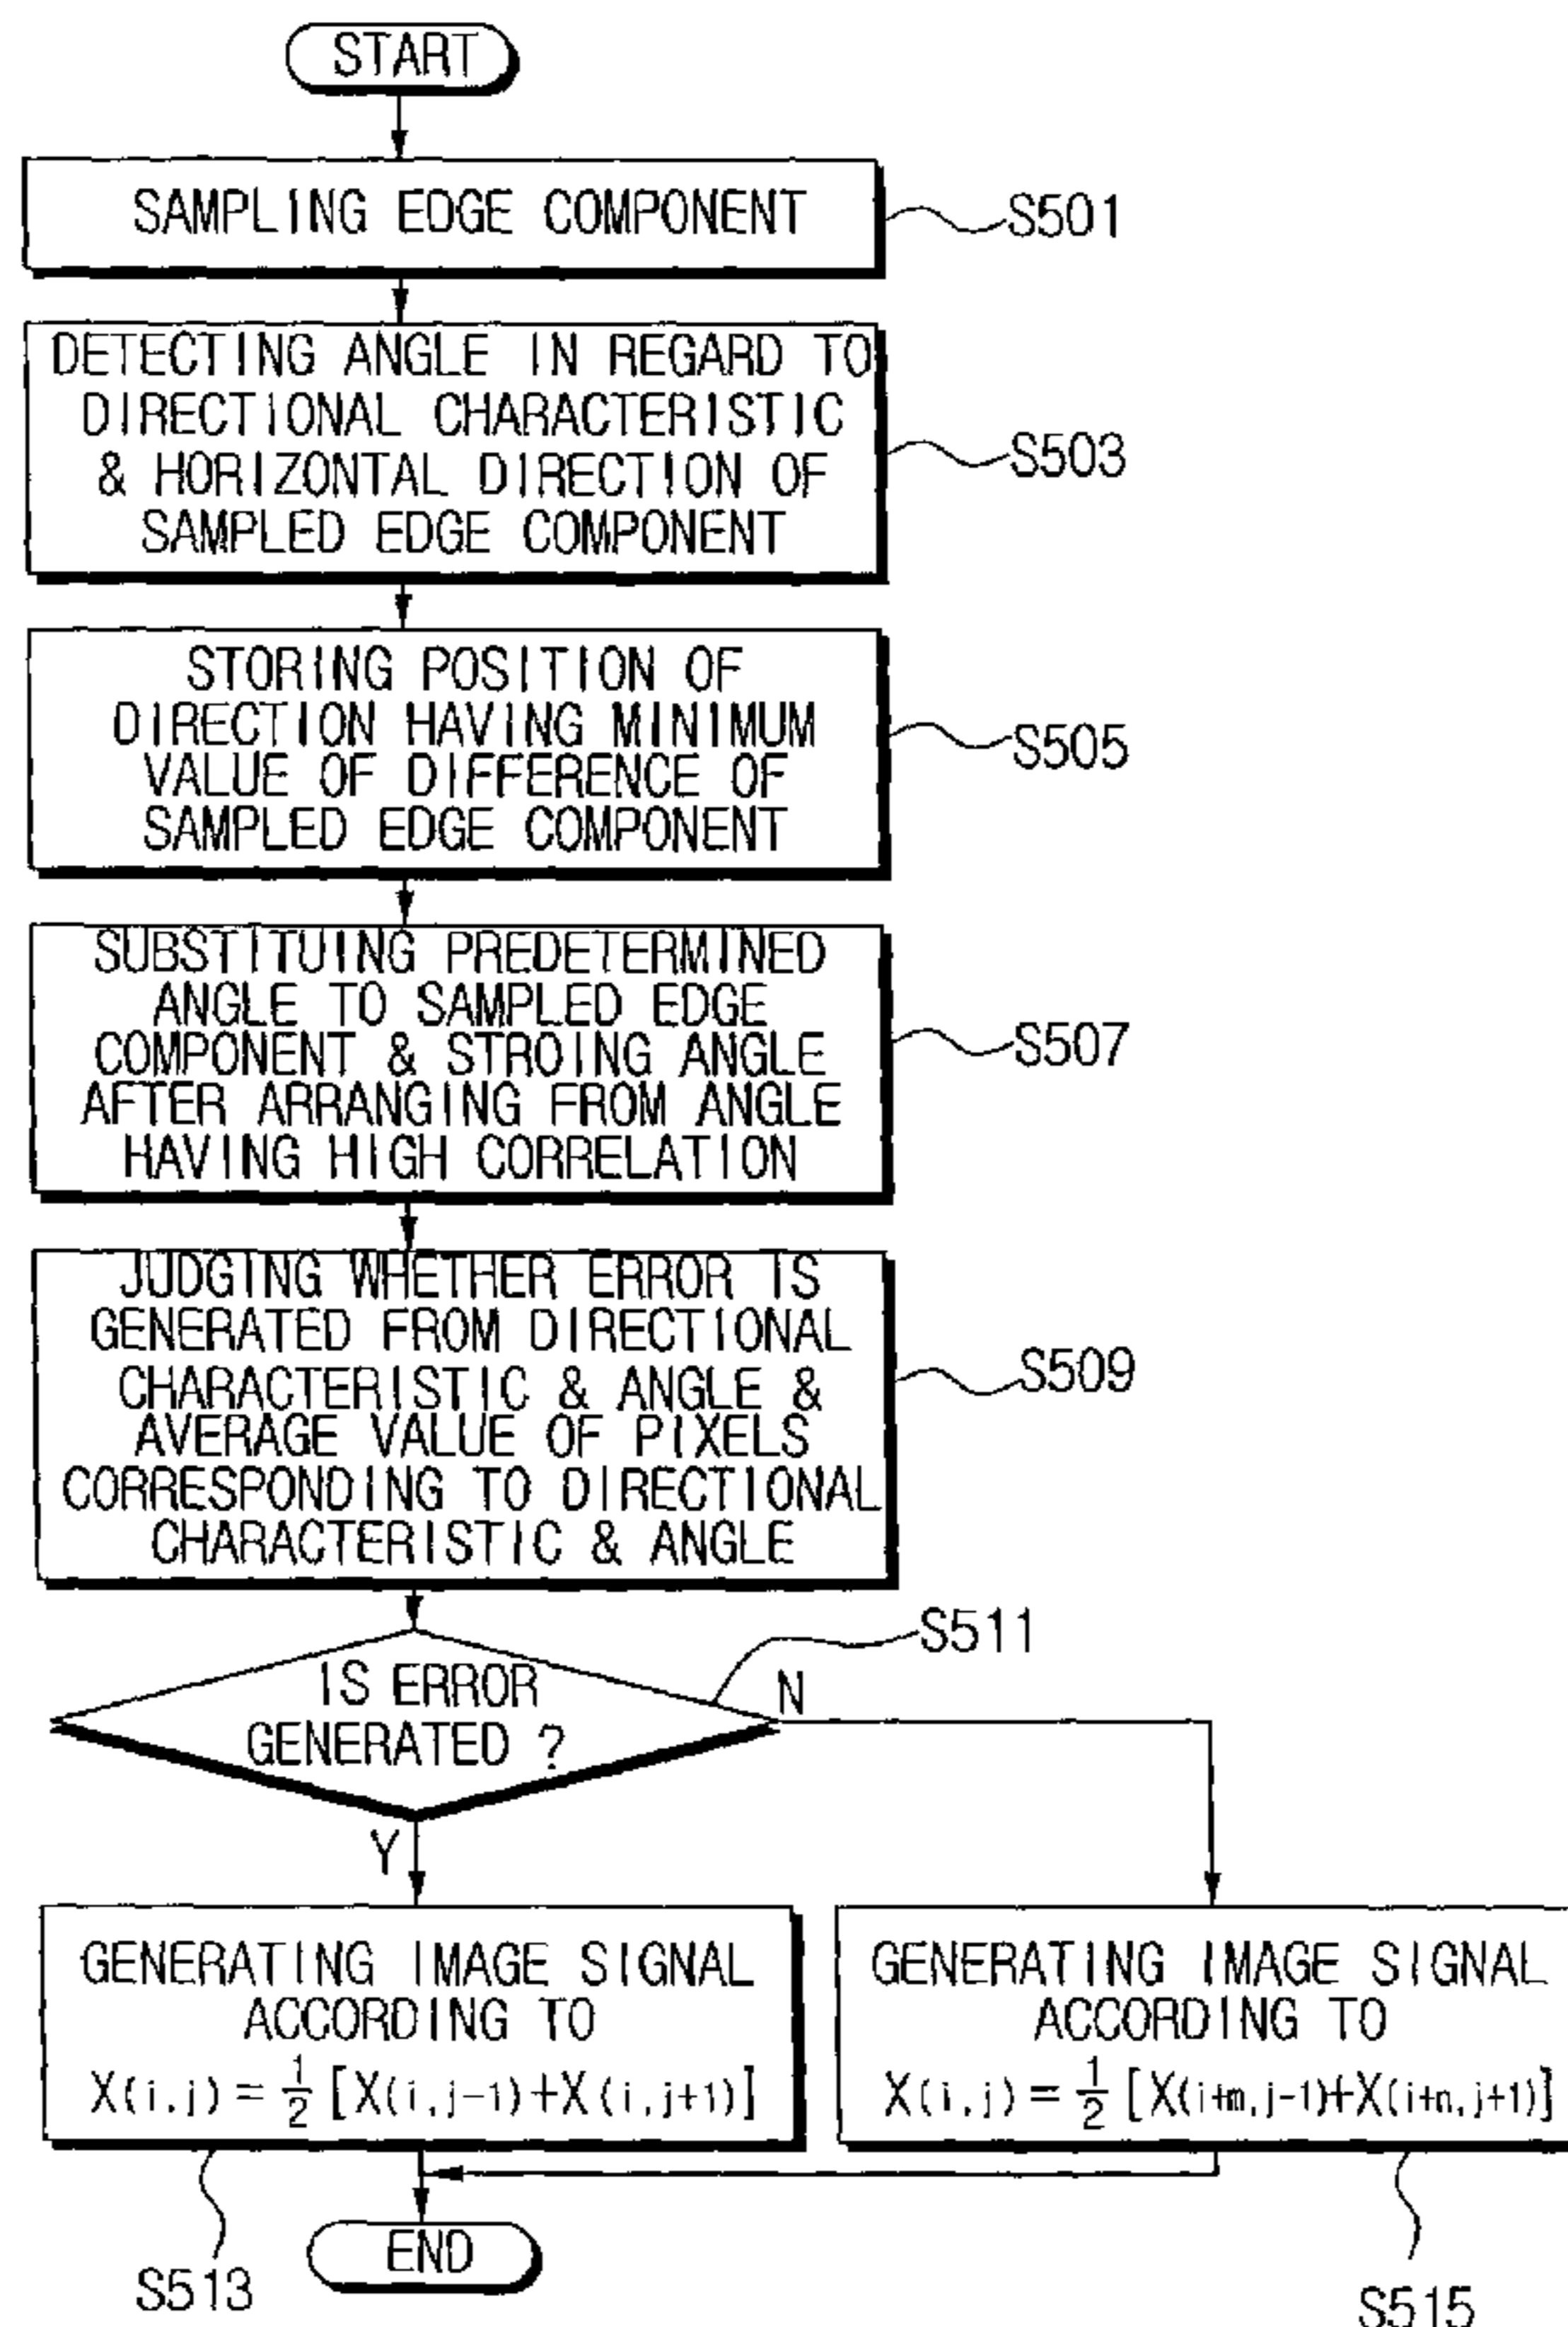 START
SAMPLING EDGE COMPONENT
S501
DETECTING ANGLE IN REGARD TO
DIRECTIONAL CHARACTERISTIC
& HORIZONTAL DIRECTION OF
SAMPLED EDGE COMPONENT
S503
STORING POSITION OF
DIRECTION HAVING MINIMUM
VALUE OF DIFFERENCE OF
SAMPLED EDGE COMPONENT
S505
SUBSTITUING PREDETERMINED
ANGLE TO SAMPLED EDGE
COMPONENT & STROING ANGLE
AFTER ARRANGING FROM ANGLE
HAVING HIGH CORRELATION
S507
JUDGING WHETHER ERROR IS
GENERATED FROM DIRECTIONAL
CHARACTERISTIC & ANGLE &
AVERAGE VALUE OF PIXELS
CORRESPONDING TO DIRECTIONAL
CHARACTERISTIC & ANGLE
S509
S511
IS ERROR
GENERATED ?
N
Y
GENERATING IMAGE SIGNAL
ACCORDING TO
X(i,j) = 1/2 [X(i,j-1)+X(i,j+1)]
S513
GENERATING IMAGE SIGNAL
ACCORDING TO
X(i,j) = 1/2 [X(i+m,j-1)+X(i+n,j+1)]
S515
END